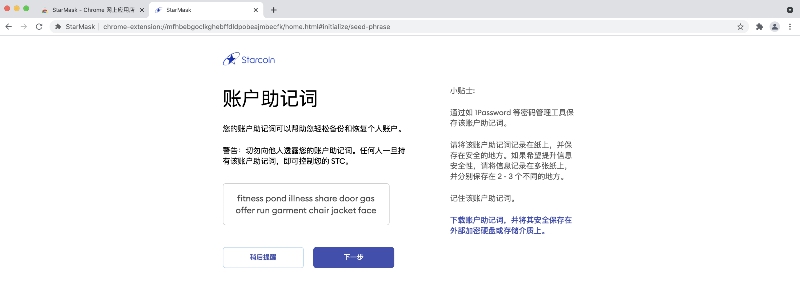 StarMask - Chrome 网上应用店
StarMask
StarMask
chrome-extension://mfhbebgoclkghebffdldpobeajmbecfk/home.html#initialize/seed-phrase
Starcoin
账户助记词
您的账户助记词可以帮助您轻松备份和恢复个人账户。
警告：切勿向他人透露您的账户助记词。任何人一旦持
有该账户助记词，即可控制您的 STC。
fitness pond illness share door gas
offer run garment chair jacket face
稍后提醒
下一步
小贴士:
通过如 1Password 等密码管理工具保
存该账户助记词。
请将该账户助记词记录在纸上，并保
存在安全的地方。如果希望提升信息
安全性，请将信息记录在多张纸上，
并分别保存在 2 - 3 个不同的地方。
记住该账户助记词。
下载账户助记词，并将其安全保存在
外部加密硬盘或存储介质上。